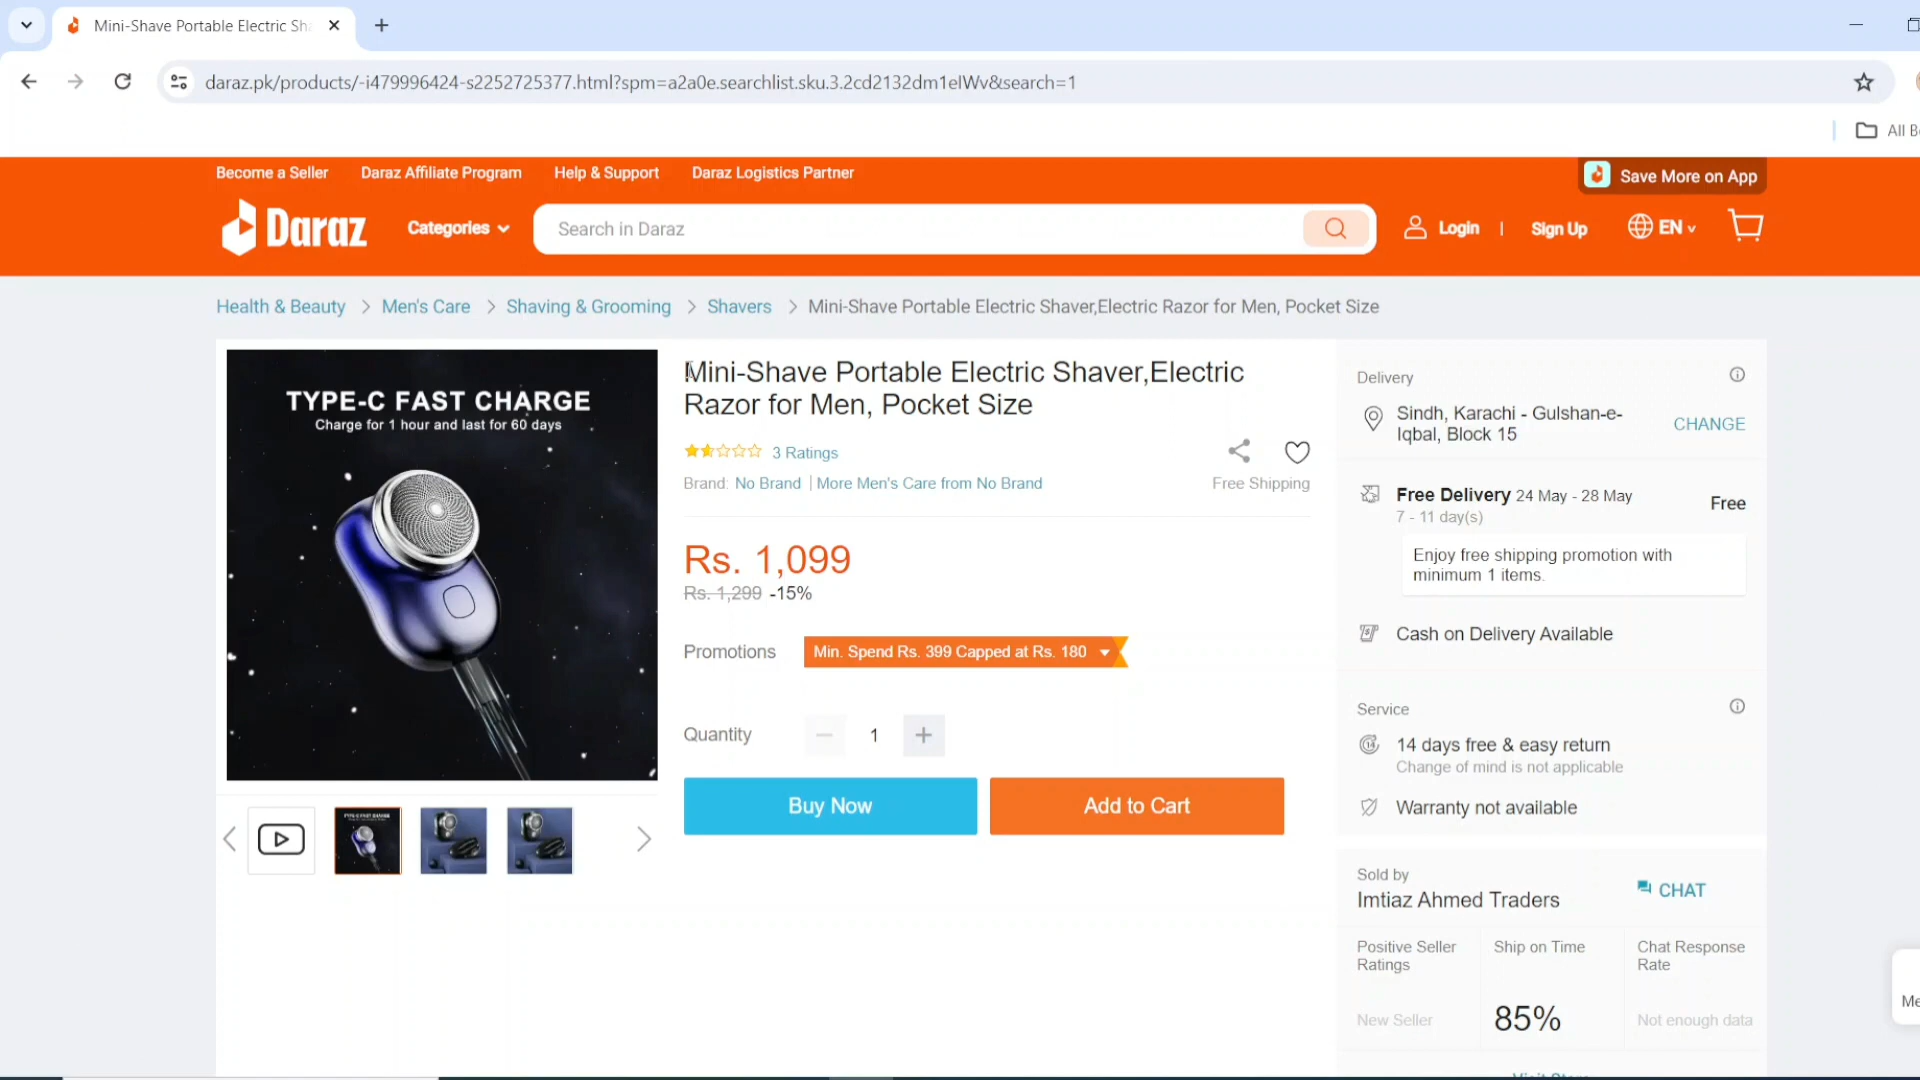 Mini-Shave Portable Electric Sh
daraz.pk/products/-i479996424-s2252725377.html?spm=a2a0e.searchlist.sku.3.2cd2132dm1eIWv&search=1
All B
Become a Seller Daraz Affiliate Program Help & Support Daraz Logistics Partner
Save More on App
Daraz Categories Search in Daraz Login | Sign Up EN
Health & Beauty > Men's Care > Shaving & Grooming > Shavers > Mini-Shave Portable Electric Shaver,Electric Razor for Men, Pocket Size
TYPE-C FAST CHARGE
Charge for 1 hour and last for 60 days
Mini-Shave Portable Electric Shaver,Electric
Razor for Men, Pocket Size
3 Ratings
Brand: No Brand | More Men's Care from No Brand
Free Shipping
Rs. 1,099
Rs. 1,299 -15%
Promotions Min. Spend Rs. 399 Capped at Rs. 180
Quantity 1
Buy Now Add to Cart
Delivery
Sindh, Karachi - Gulshan-e-
Iqbal, Block 15
CHANGE
Free Delivery 24 May - 28 May
7 - 11 day(s)
Free
Enjoy free shipping promotion with
minimum 1 items.
Cash on Delivery Available
Service
14 days free & easy return
Change of mind is not applicable
Warranty not available
Sold by
Imtiaz Ahmed Traders
CHAT
Positive Seller
Ratings
Ship on Time
Chat Response
Rate
New Seller
85%
Not enough data
Me